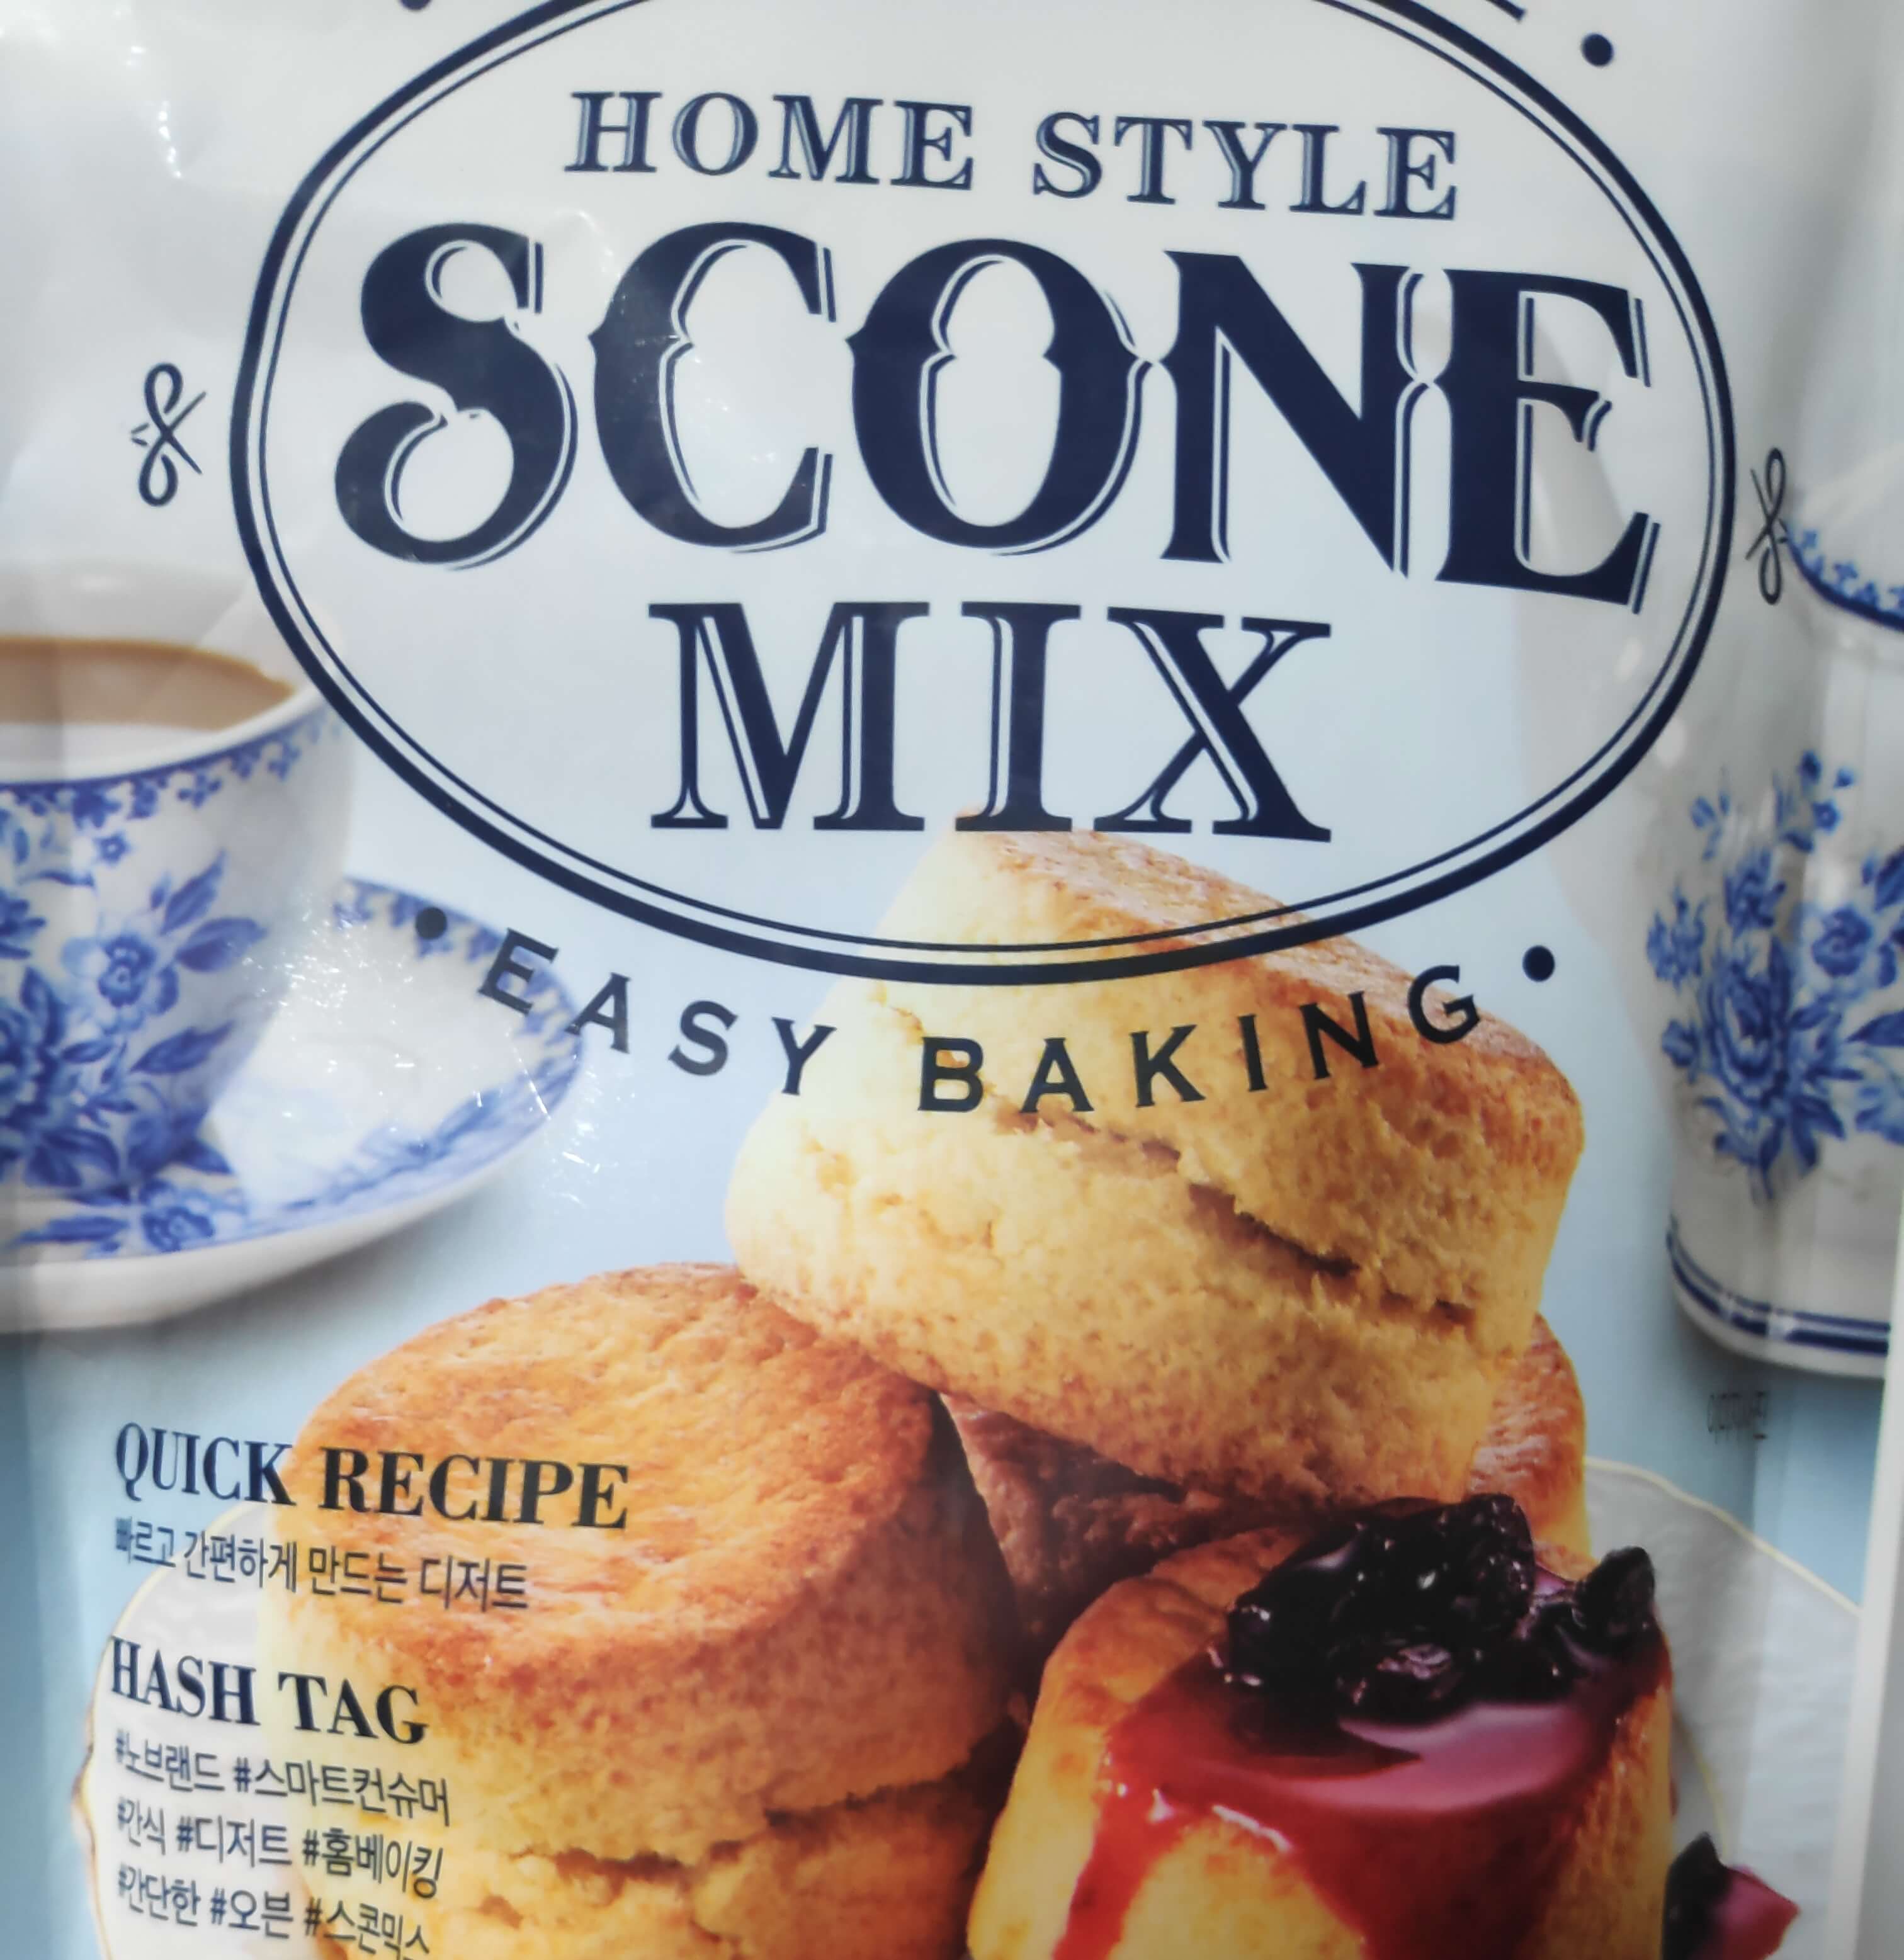 HOME STYLE
SCONE
MIX
EASY BAKING
QUICK RECIPE
빠르고 간편하게 만드는 디저트
HASH TAG
#노브랜드 #스마트컨슈머
#간식 #디저트 #홈베이킹
#간단한 #오븐 #스콘믹스